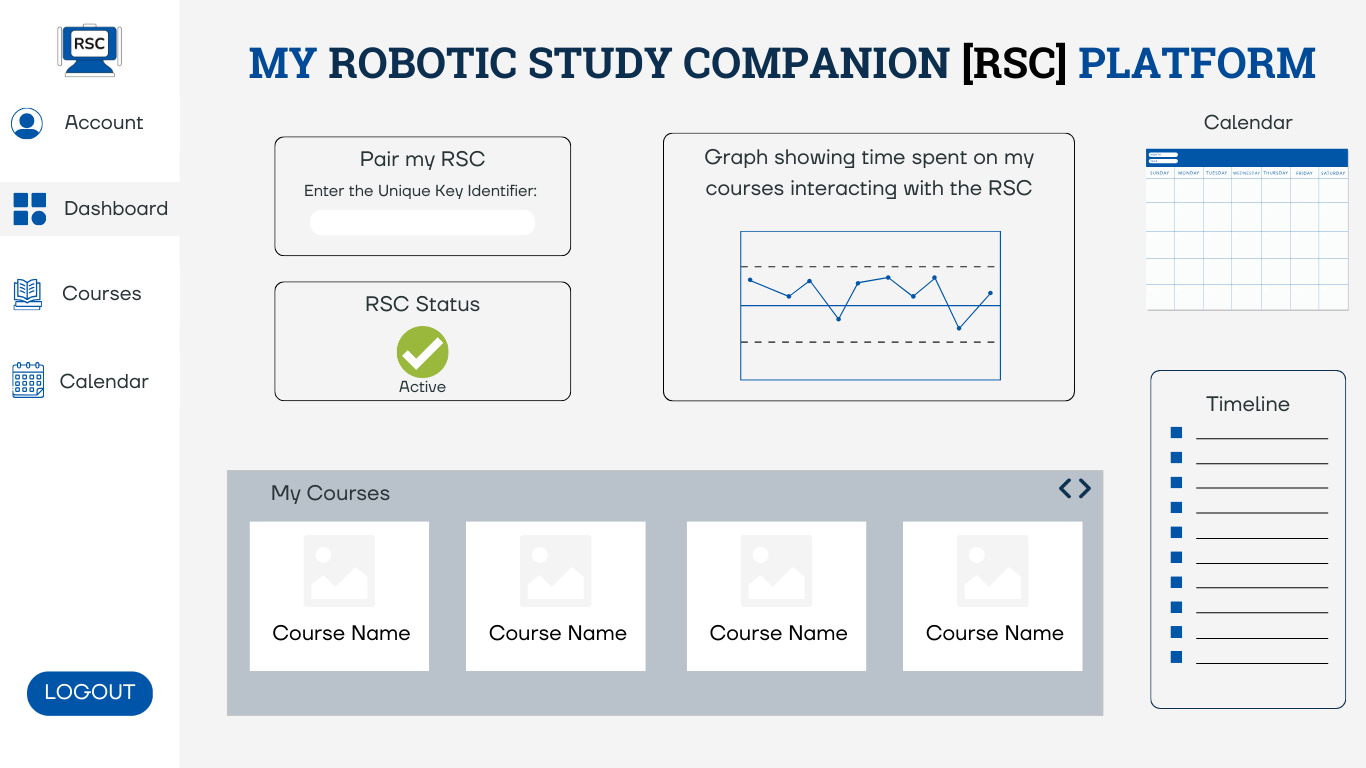 RSC
MY ROBOTIC STUDY COMPANION [RSC] PLATFORM
Account
Dashboard
Courses
Calendar
LOGOUT
Pair my RSC
Enter the Unique Key Identifier:
RSC Status
Active
Graph showing time spent on my
courses interacting with the RSC
Calendar
SUNDAY MONDAY TUESDAY WEDNESDAY THURSDAY FRIDAY SATURDAY
Timeline
My Courses
Course Name Course Name Course Name Course Name